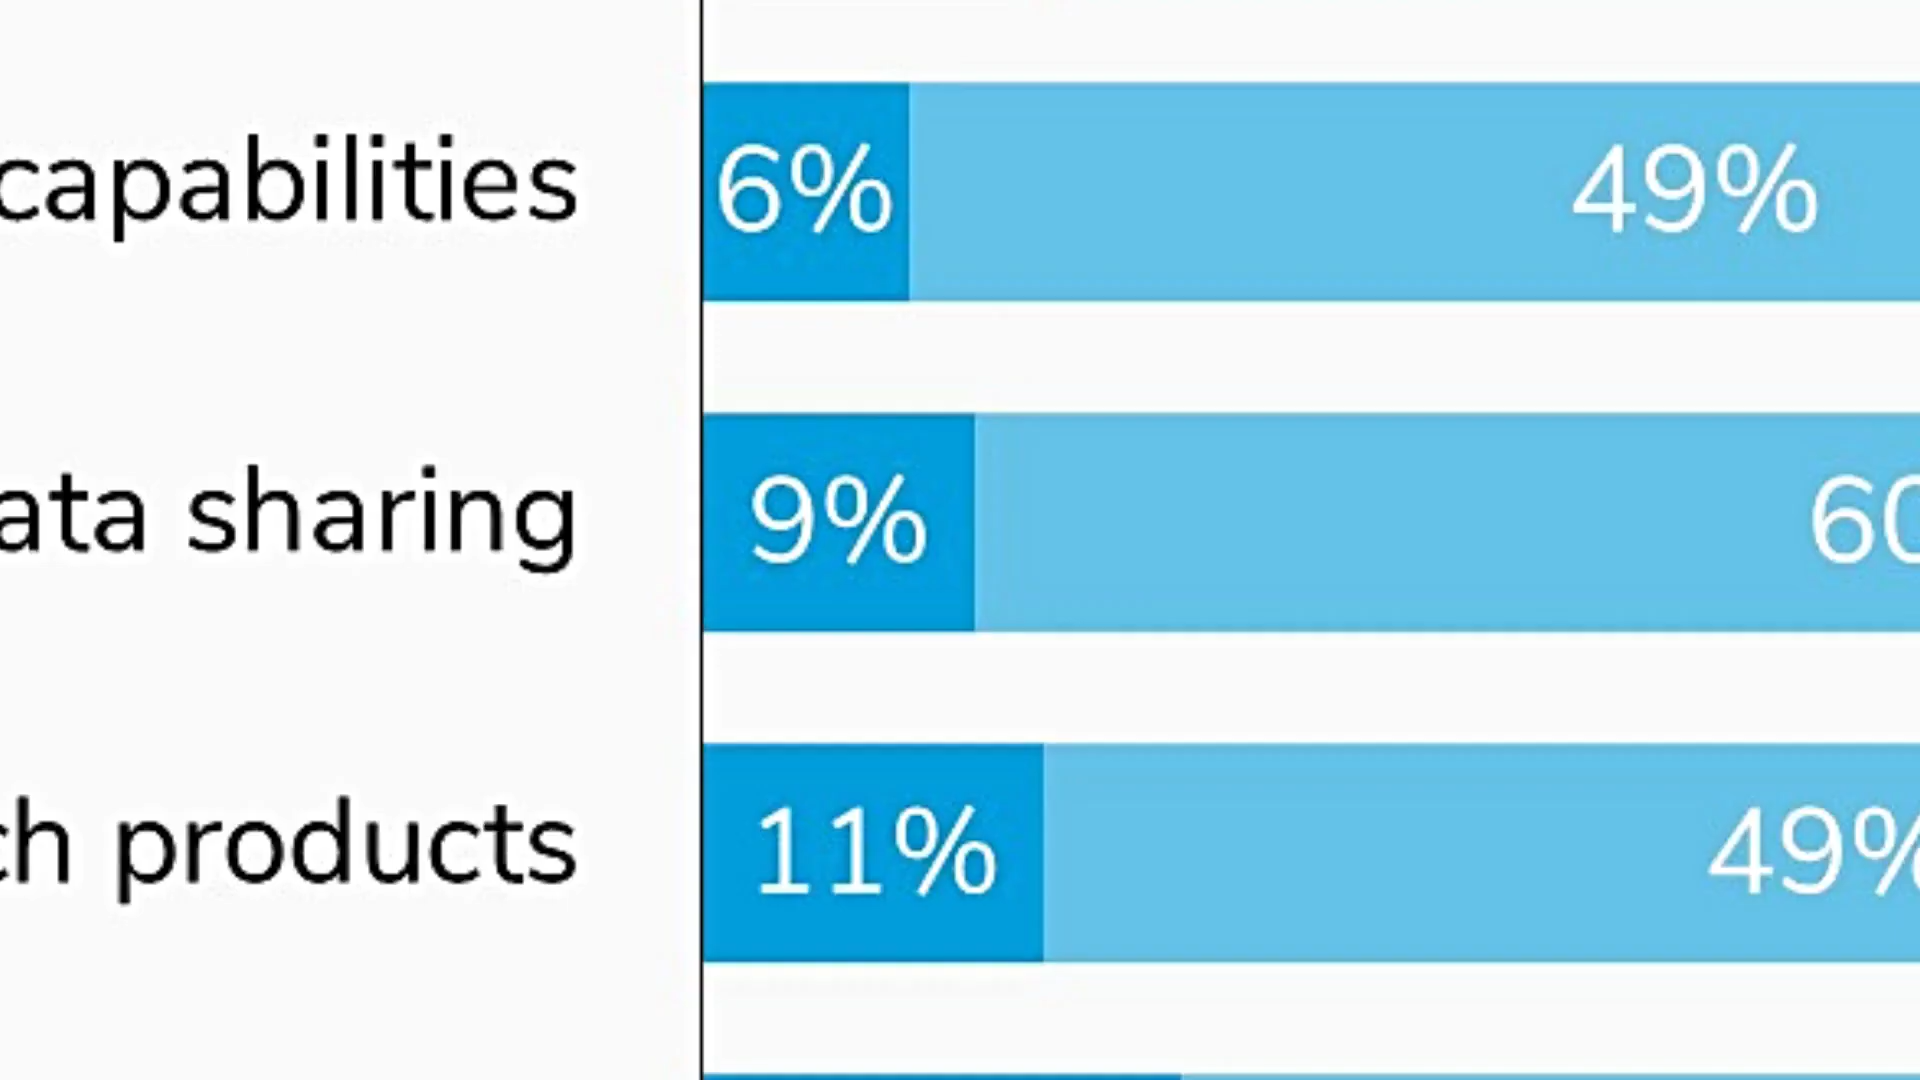 capabilities 6% 49%
ata sharing 9% 60
ch products 11% 49%